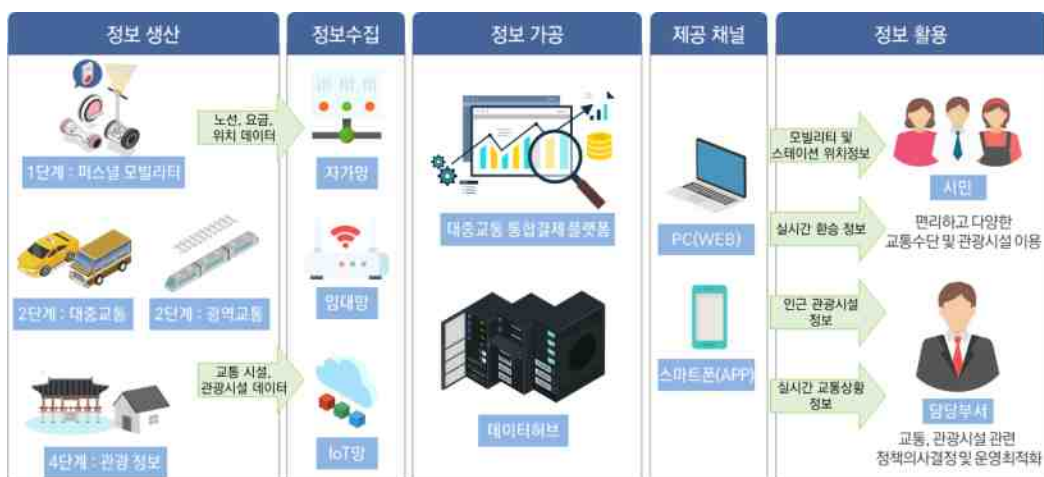 정보 생산
정보수집
정보 가공
제공 채널
정보 활용
1단계 : 퍼스널 모빌리티
2단계 : 대중교통
2단계 : 광역교통
4단계 : 관광 정보
노선, 요금,
위치 데이터
교통 시설,
관광시설 데이터
자가망
임대망
IoT망
대중교통 통합결제 플랫폼
데이터허브
PC(WEB)
스마트폰(APP)
모빌리티 및
스테이션 위치정보
실시간 환승 정보
인근 관광시설
정보
실시간 교통상황
정보
시민
편리하고 다양한
교통수단 및 관광시설 이용
담당부서
교통, 관광시설 관련
정책의사결정 및 운영최적화